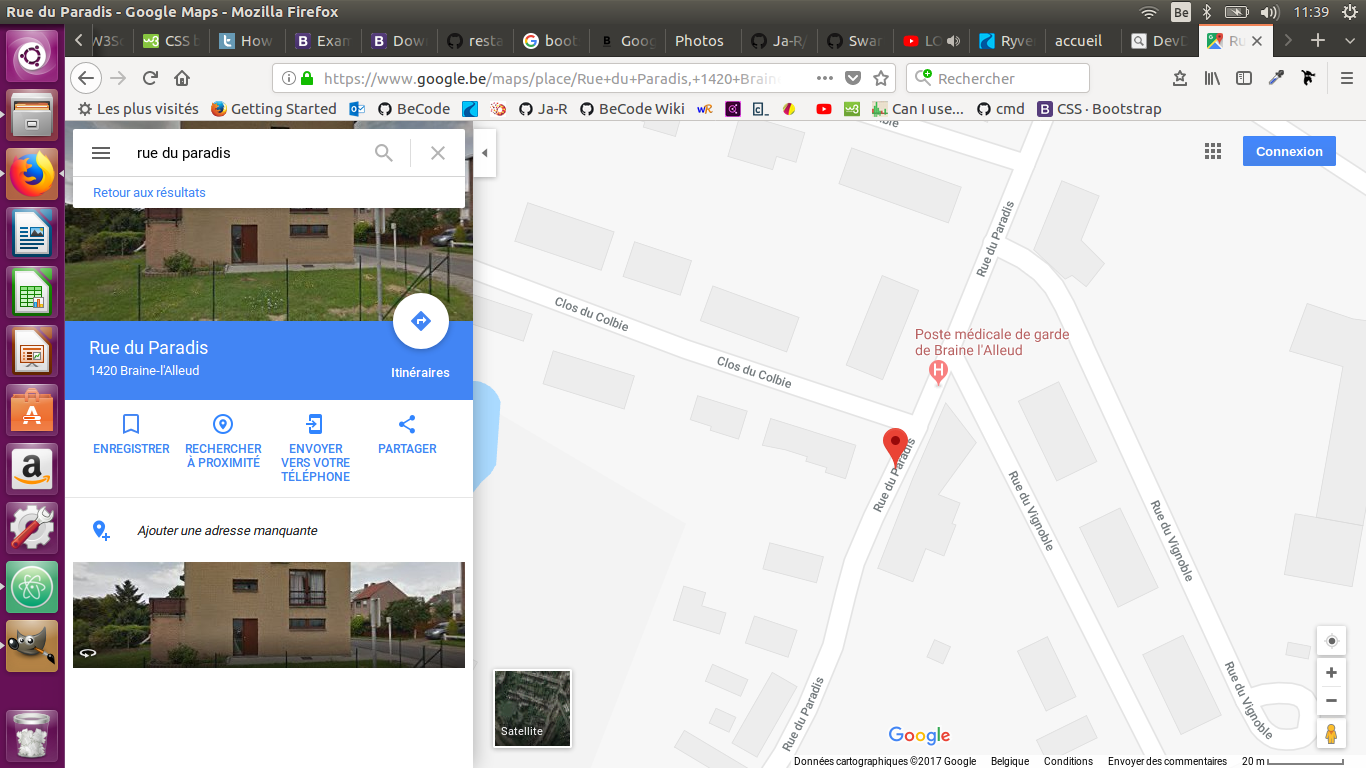 Rue du Paradis - Google Maps - Mozilla Firefox
Be
11:39
W3Sc
CSS b
How
Exam
Dow
resta
boot
Goog
Photos
Ja-R/
Swar
LO
Ryve
accueil
DevD
Ru
https://www.google.be/maps/place/Rue+du+Paradis,+1420+Braine
Rechercher
Les plus visités
Getting Started
BeCode
Ja-R
BeCode Wiki
Can I use...
cmd
CSS · Bootstrap
rue du paradis
Retour aux résultats
Rue du Paradis
1420 Braine-l'Alleud
Itinéraires
ENREGISTRER
RECHERCHER
À PROXIMITÉ
ENVOYER
VERS VOTRE
TÉLÉPHONE
PARTAGER
Ajouter une adresse manquante
Connexion
Clos du Colbie
Clos du Colbie
Rue du Paradis
Poste médicale de garde
de Braine l'Alleud
H
Rue du Paradis
Rue du Vignoble
Rue du Vignoble
Rue du Paradis
Rue du Vignoble
Satellite
Google
Données cartographiques ©2017 Google
Belgique
Conditions
Envoyer des commentaires
20 m